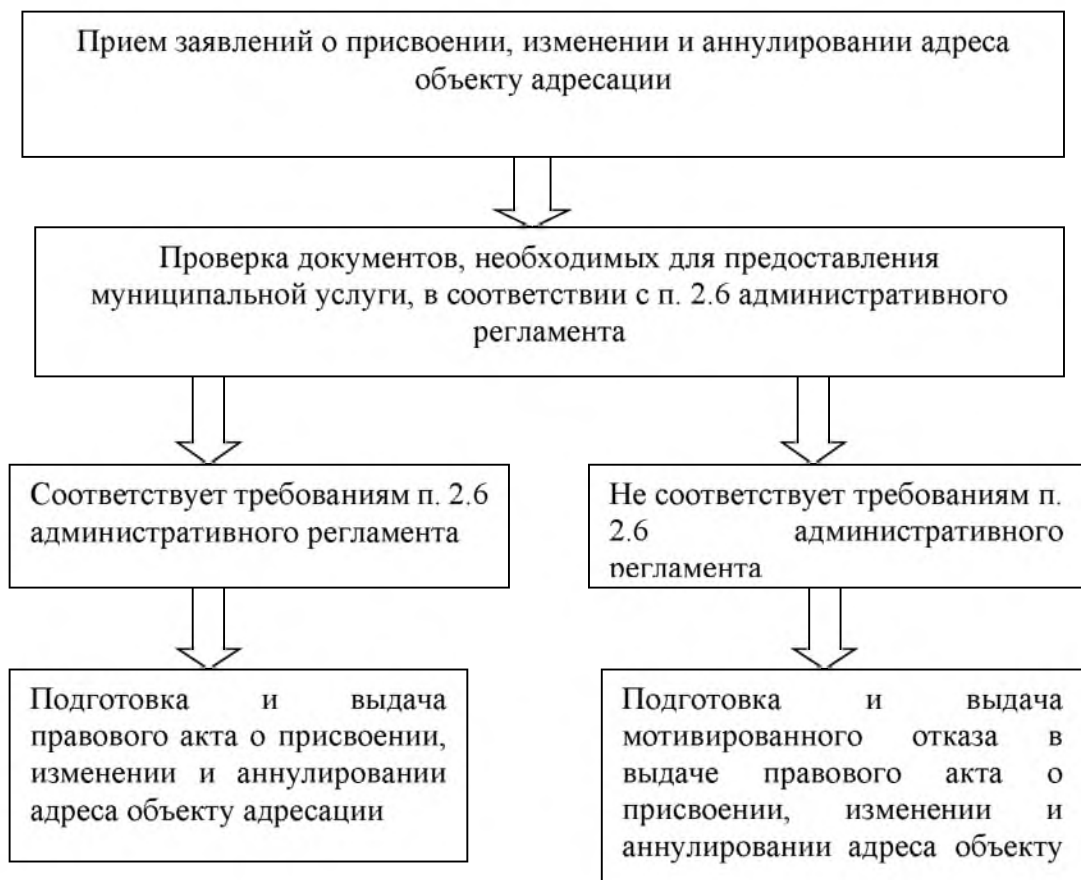 Прием заявлений о присвоении, изменении и аннулировании адреса
объекту адресации
Проверка документов, необходимых для предоставления
муниципальной услуги, в соответствии с п. 2.6 административного
регламента
Соответствует требованиям п. 2.6
административного регламента
Не соответствует требованиям п.
2.6 административного
регламента
Подготовка и выдача
правового акта о присвоении,
изменении и аннулировании
адреса объекту адресации
Подготовка и выдача
мотивированного отказа в
выдаче правового акта о
присвоении, изменении и
аннулировании адреса объекту